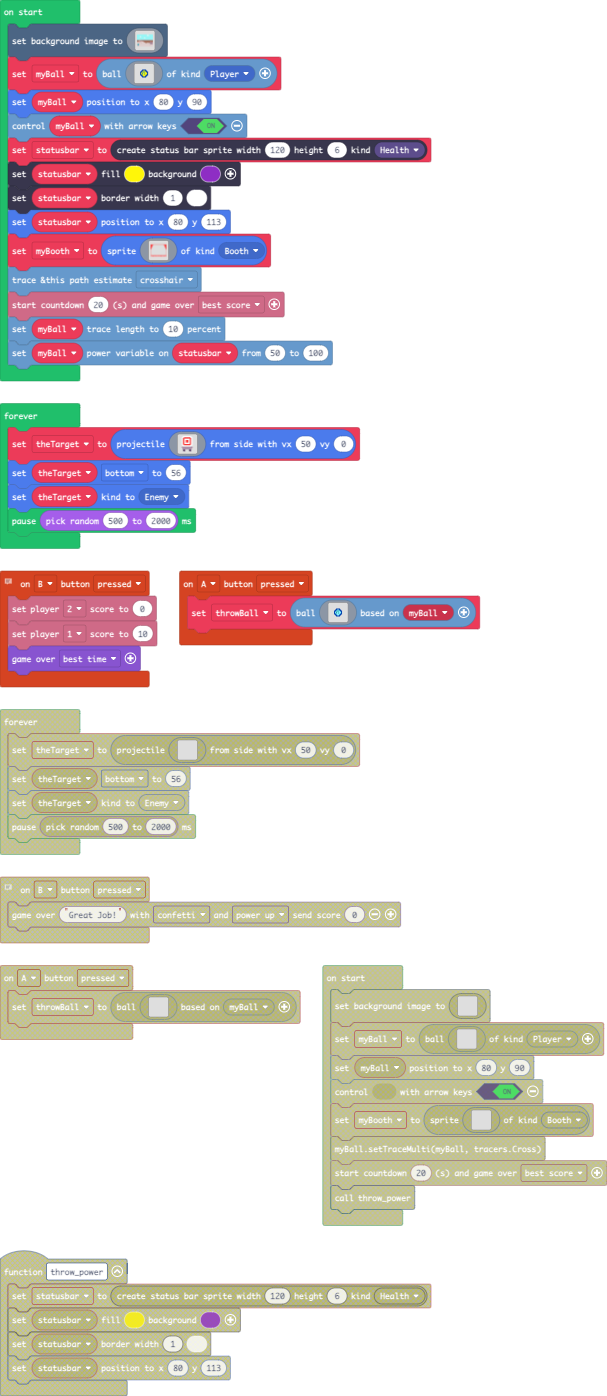 on start
set background image to
set myBall to ball of kind Player
set myBall position to x 80 y 90
control myBall with arrow keys ON
set statusbar to create status bar sprite width 120 height 6 kind Health
set statusbar fill background
set statusbar border width 1
set statusbar position to x 80 y 113
set myBooth to sprite of kind Booth
trace &this path estimate crosshair
start countdown 20 (s) and game over best score
set myBall trace length to 10 percent
set myBall power variable on statusbar from 50 to 100
forever
set theTarget to projectile from side with vx 50 vy 0
set theTarget bottom to 56
set theTarget kind to Enemy
pause pick random 500 to 2000 ms
on B button pressed
set player 2 score to 0
set player 1 score to 10
game over best time
on A button pressed
set throwBall to ball based on myBall
forever
set theTarget to projectile from side with vx 50 vy 0
set theTarget bottom to 56
set theTarget kind to Enemy
pause pick random 500 to 2000 ms
on B button pressed
game over "Great Job!" with confetti and power up send score 0
on A button pressed
set throwBall to ball based on myBall
on start
set background image to
set myBall to ball of kind Player
set myBall position to x 80 y 90
control with arrow keys ON
set myBooth to sprite of kind Booth
myBall.setTraceMulti(myBall, tracers.Cross)
start countdown 20 (s) and game over best score
call throw_power
function throw_power
set statusbar to create status bar sprite width 120 height 6 kind Health
set statusbar fill background
set statusbar border width 1
set statusbar position to x 80 y 113